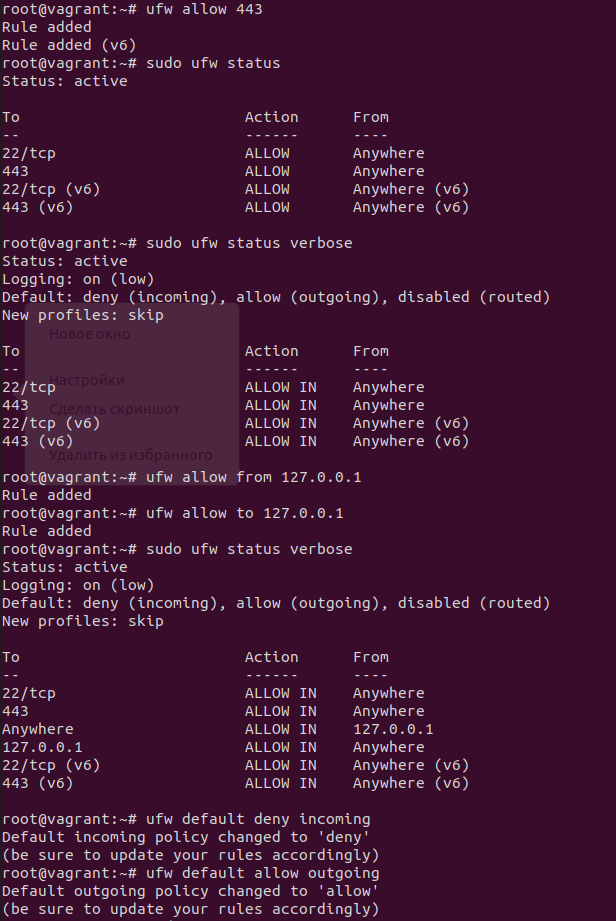 root@vagrant:~# ufw allow 443
Rule added
Rule added (v6)
root@vagrant:~# sudo ufw status
Status: active
To                         Action      From
--                         ------      ----
22/tcp                     ALLOW       Anywhere
443                        ALLOW       Anywhere
22/tcp (v6)                ALLOW       Anywhere (v6)
443 (v6)                   ALLOW       Anywhere (v6)
root@vagrant:~# sudo ufw status verbose
Status: active
Logging: on (low)
Default: deny (incoming), allow (outgoing), disabled (routed)
New profiles: skip
Новое окно
To                         Action      From
--                         ------      ----
Настройки
22/tcp                     ALLOW IN    Anywhere
443                        ALLOW IN    Anywhere
Сделать скриншот
22/tcp (v6)                ALLOW IN    Anywhere (v6)
443 (v6)                   ALLOW IN    Anywhere (v6)
Удалить из избранного
root@vagrant:~# ufw allow from 127.0.0.1
Rule added
root@vagrant:~# ufw allow to 127.0.0.1
Rule added
root@vagrant:~# sudo ufw status verbose
Status: active
Logging: on (low)
Default: deny (incoming), allow (outgoing), disabled (routed)
New profiles: skip
To                         Action      From
--                         ------      ----
22/tcp                     ALLOW IN    Anywhere
443                        ALLOW IN    Anywhere
Anywhere                   ALLOW IN    127.0.0.1
127.0.0.1                  ALLOW IN    Anywhere
22/tcp (v6)                ALLOW IN    Anywhere (v6)
443 (v6)                   ALLOW IN    Anywhere (v6)
root@vagrant:~# ufw default deny incoming
Default incoming policy changed to 'deny'
(be sure to update your rules accordingly)
root@vagrant:~# ufw default allow outgoing
Default outgoing policy changed to 'allow'
(be sure to update your rules accordingly)